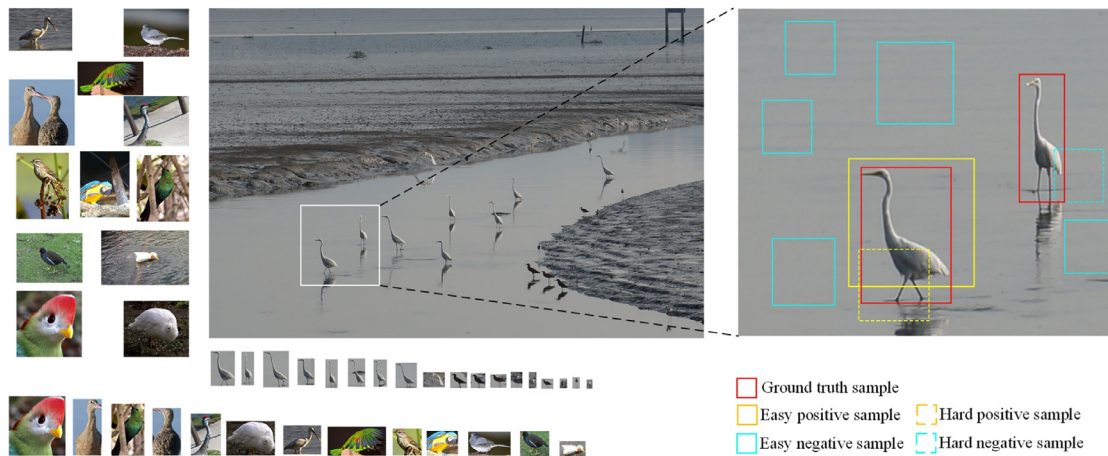 Ground truth sample
Easy positive sample Hard positive sample
Easy negative sample Hard negative sample